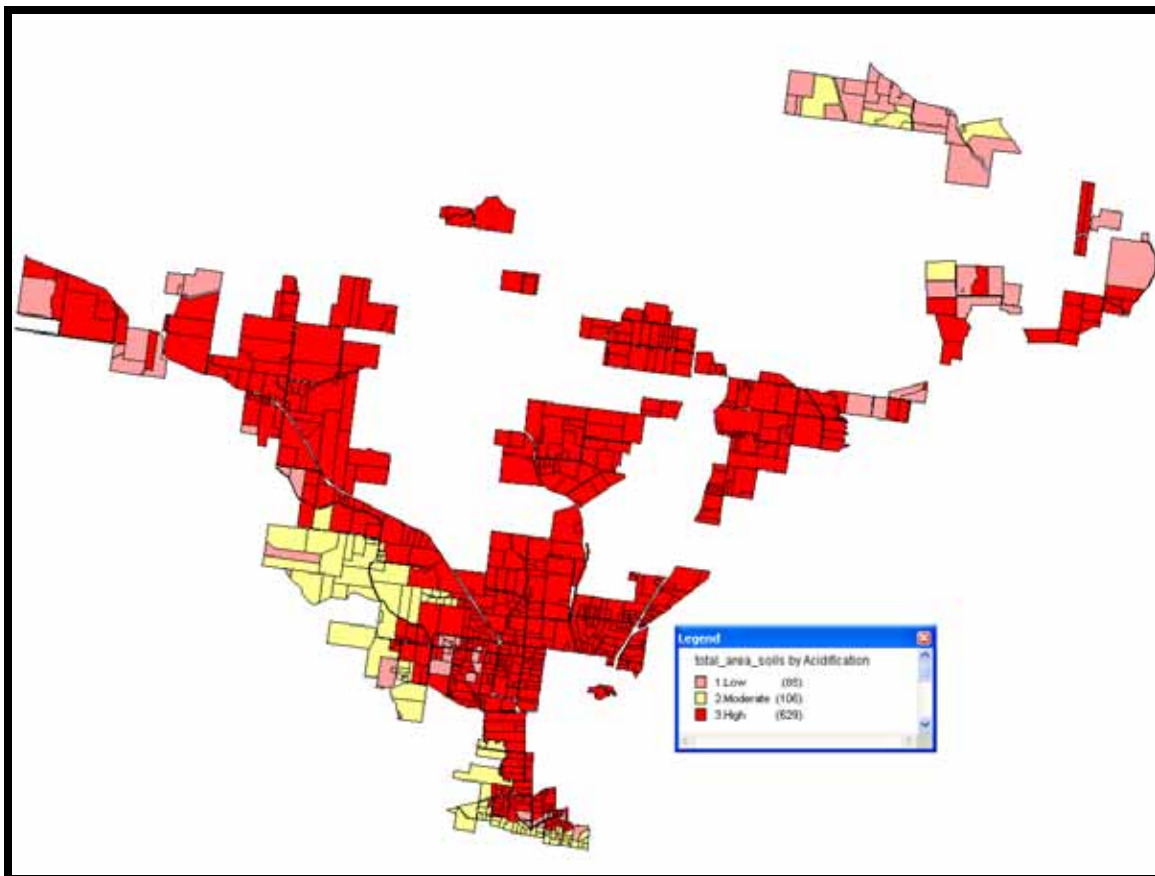 Legend
total_area_soils by Acidification
1.Low (85)
2.Moderate (106)
3.High (629)